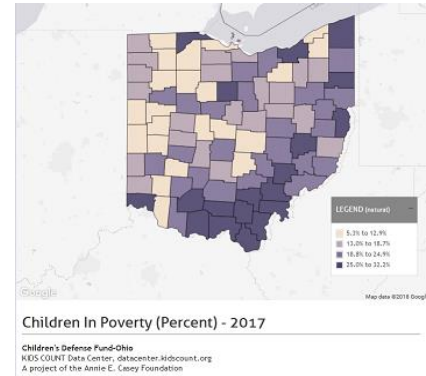 LEGEND (natural)
5.3% to 12.9%
13.0% to 18.7%
18.8% to 24.9%
25.0% to 32.2%
Google
Map data ©2018 Googl
Children In Poverty (Percent) - 2017
Children's Defense Fund-Ohio
KIDS COUNT Data Center, datacenter.kidscount.org
A project of the Annie E. Casey Foundation